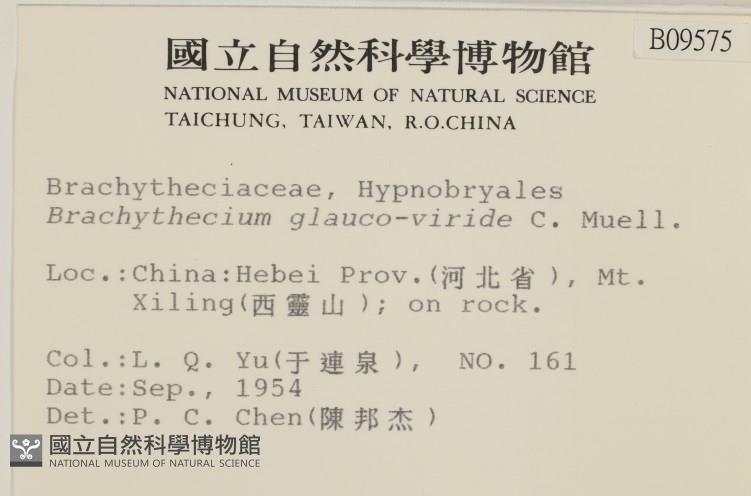 B09575
國立自然科學博物館
NATIONAL MUSEUM OF NATURAL SCIENCE
TAICHUNG, TAIWAN, R.O.CHINA
Brachytheciaceae, Hypnobryales
Brachythecium glauco-viride C. Muell.
Loc.:China:Hebei Prov.(河北省), Mt.
Xiling(西靈山); on rock.
Col.:L. Q. Yu(于連泉), NO. 161
Date:Sep., 1954
Det.:P. C. Chen(陳邦杰)
國立自然科學博物館
NATIONAL MUSEUM OF NATURAL SCIENCE